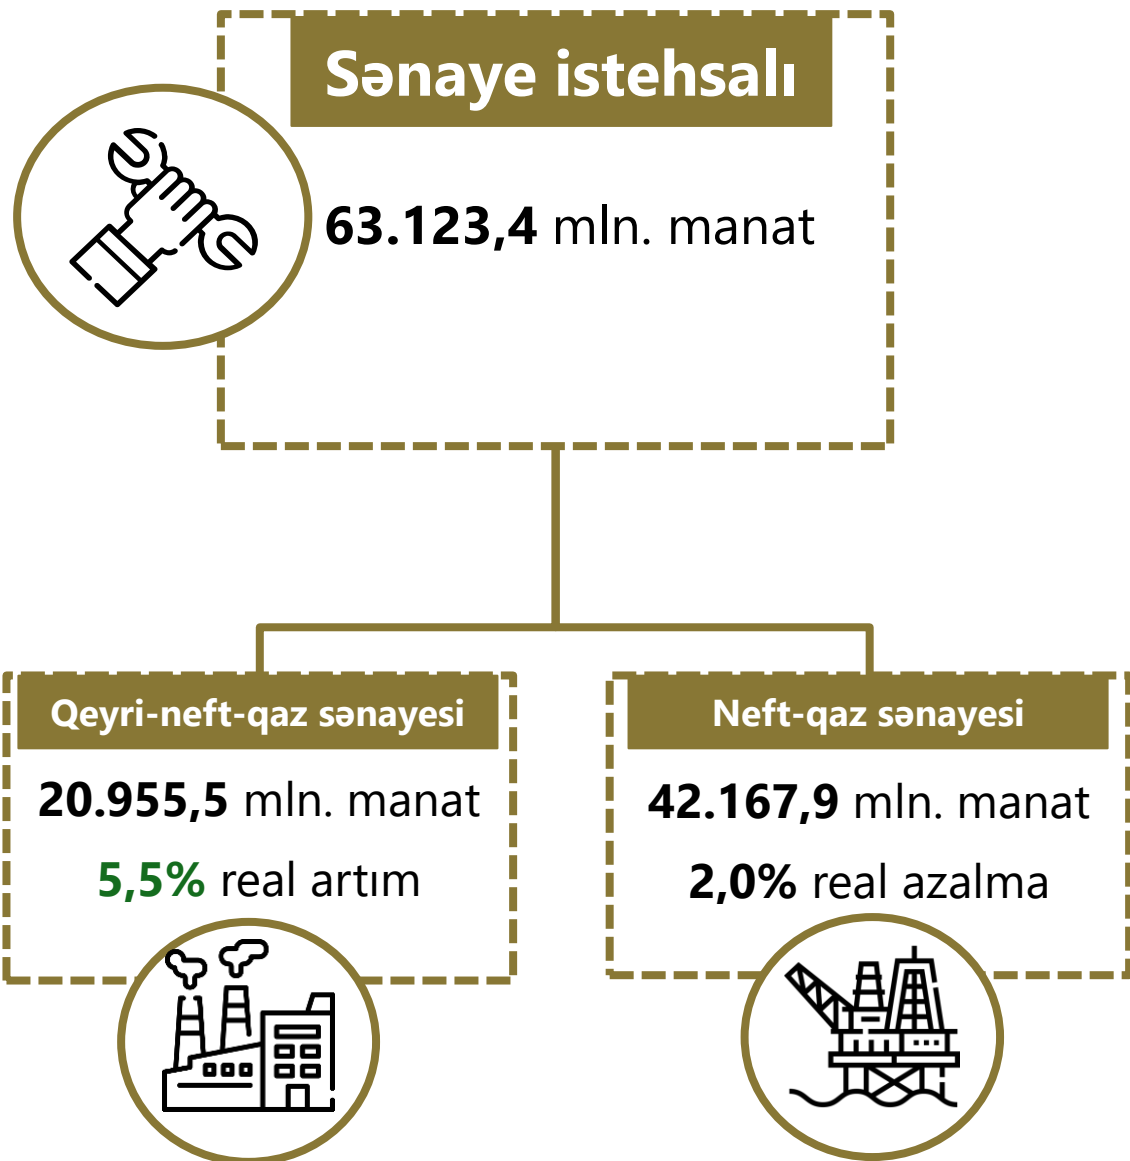 Sənaye istehsalı
63.123,4 mln. manat
Qeyri-neft-qaz sənayesi
20.955,5 mln. manat
5,5% real artım
Neft-qaz sənayesi
42.167,9 mln. manat
2,0% real azalma